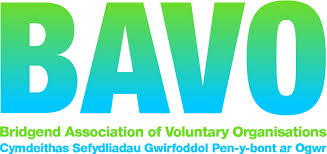 BAVO
Bridgend Association of Voluntary Organisations
Cymdeithas Sefydliadau Gwirfoddol Pen-y-bont ar Ogwr